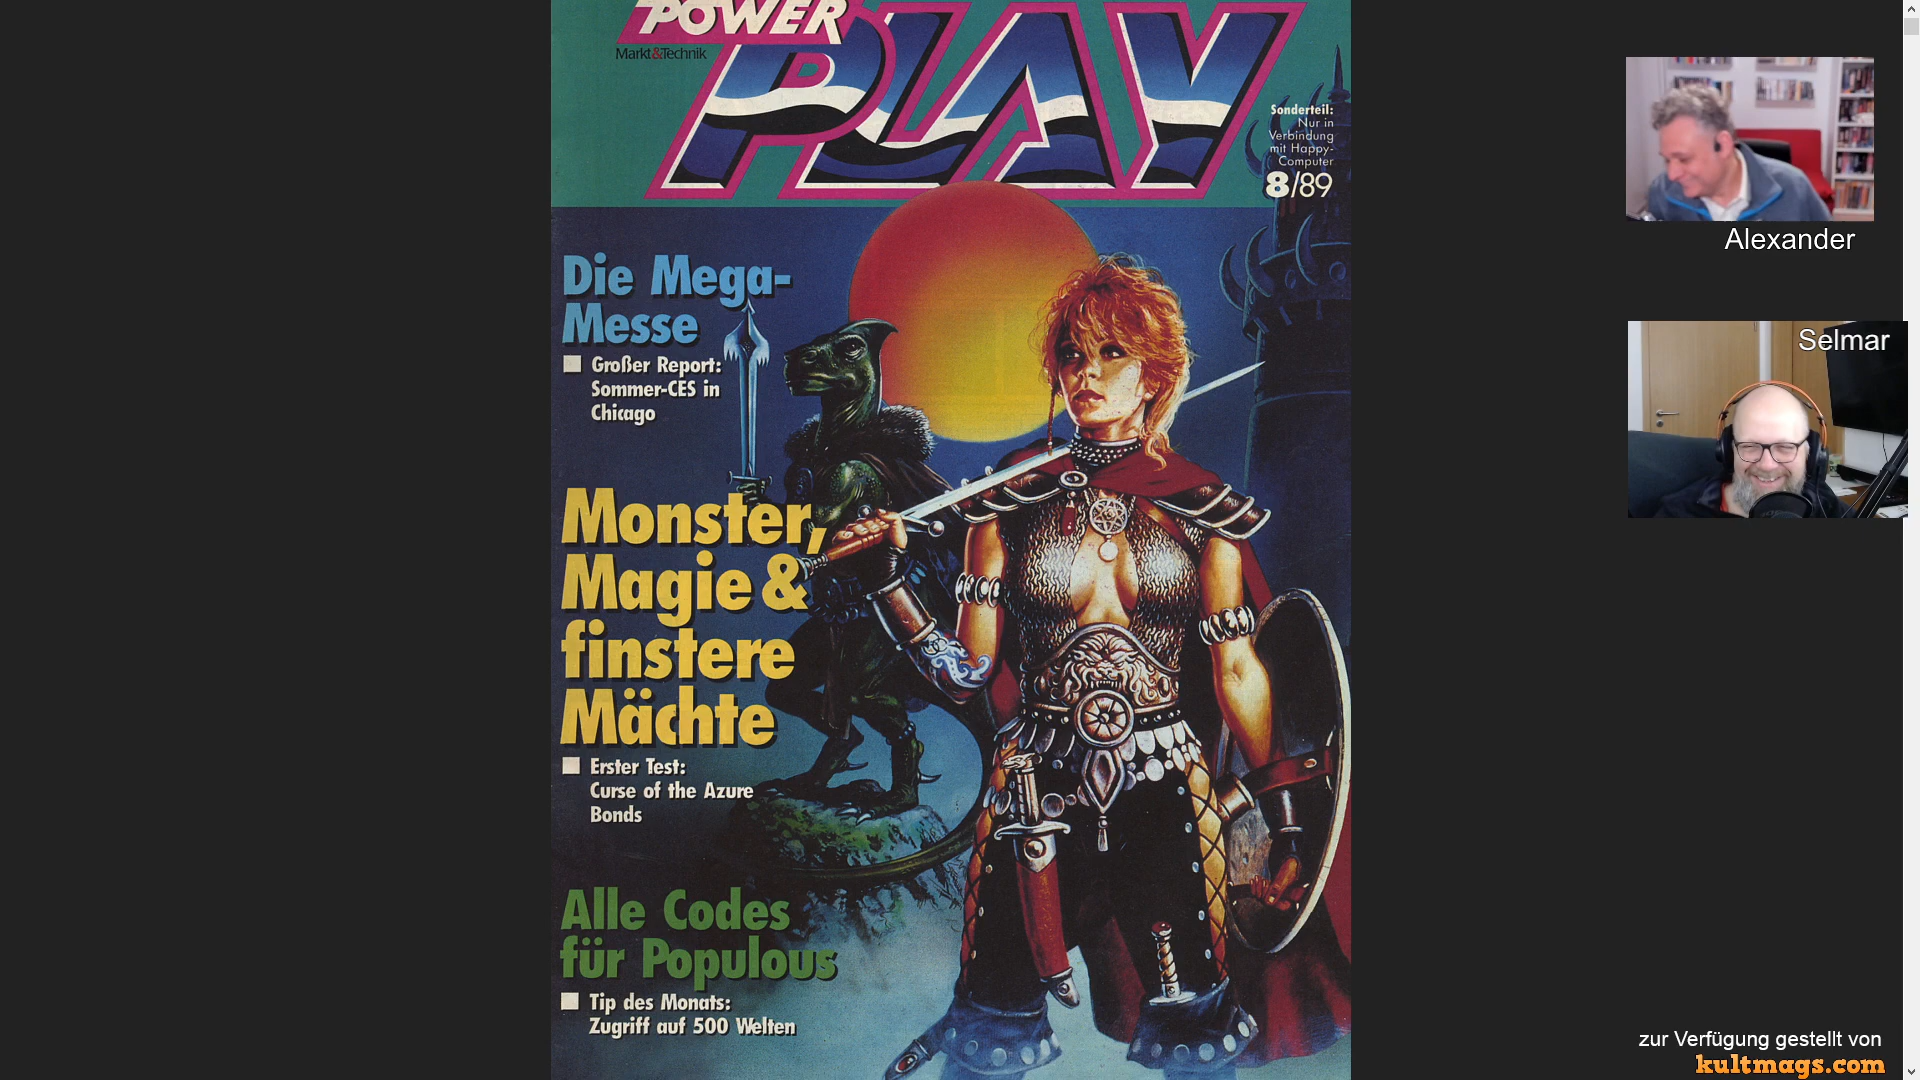 POWER
PLAY
Markt&Technik
Sonderteil:
Nur in
Verbindung
mit Happy-
Computer
8/89
Die Mega-
Messe
Großer Report:
Sommer-CES in
Chicago
Monster,
Magie &
finstere
Mächte
Erster Test:
Curse of the Azure
Bonds
Alle Codes
für Populous
Tip des Monats:
Zugriff auf 500 Welten
Alexander
Selmar
zur Verfügung gestellt von
kultmags.com